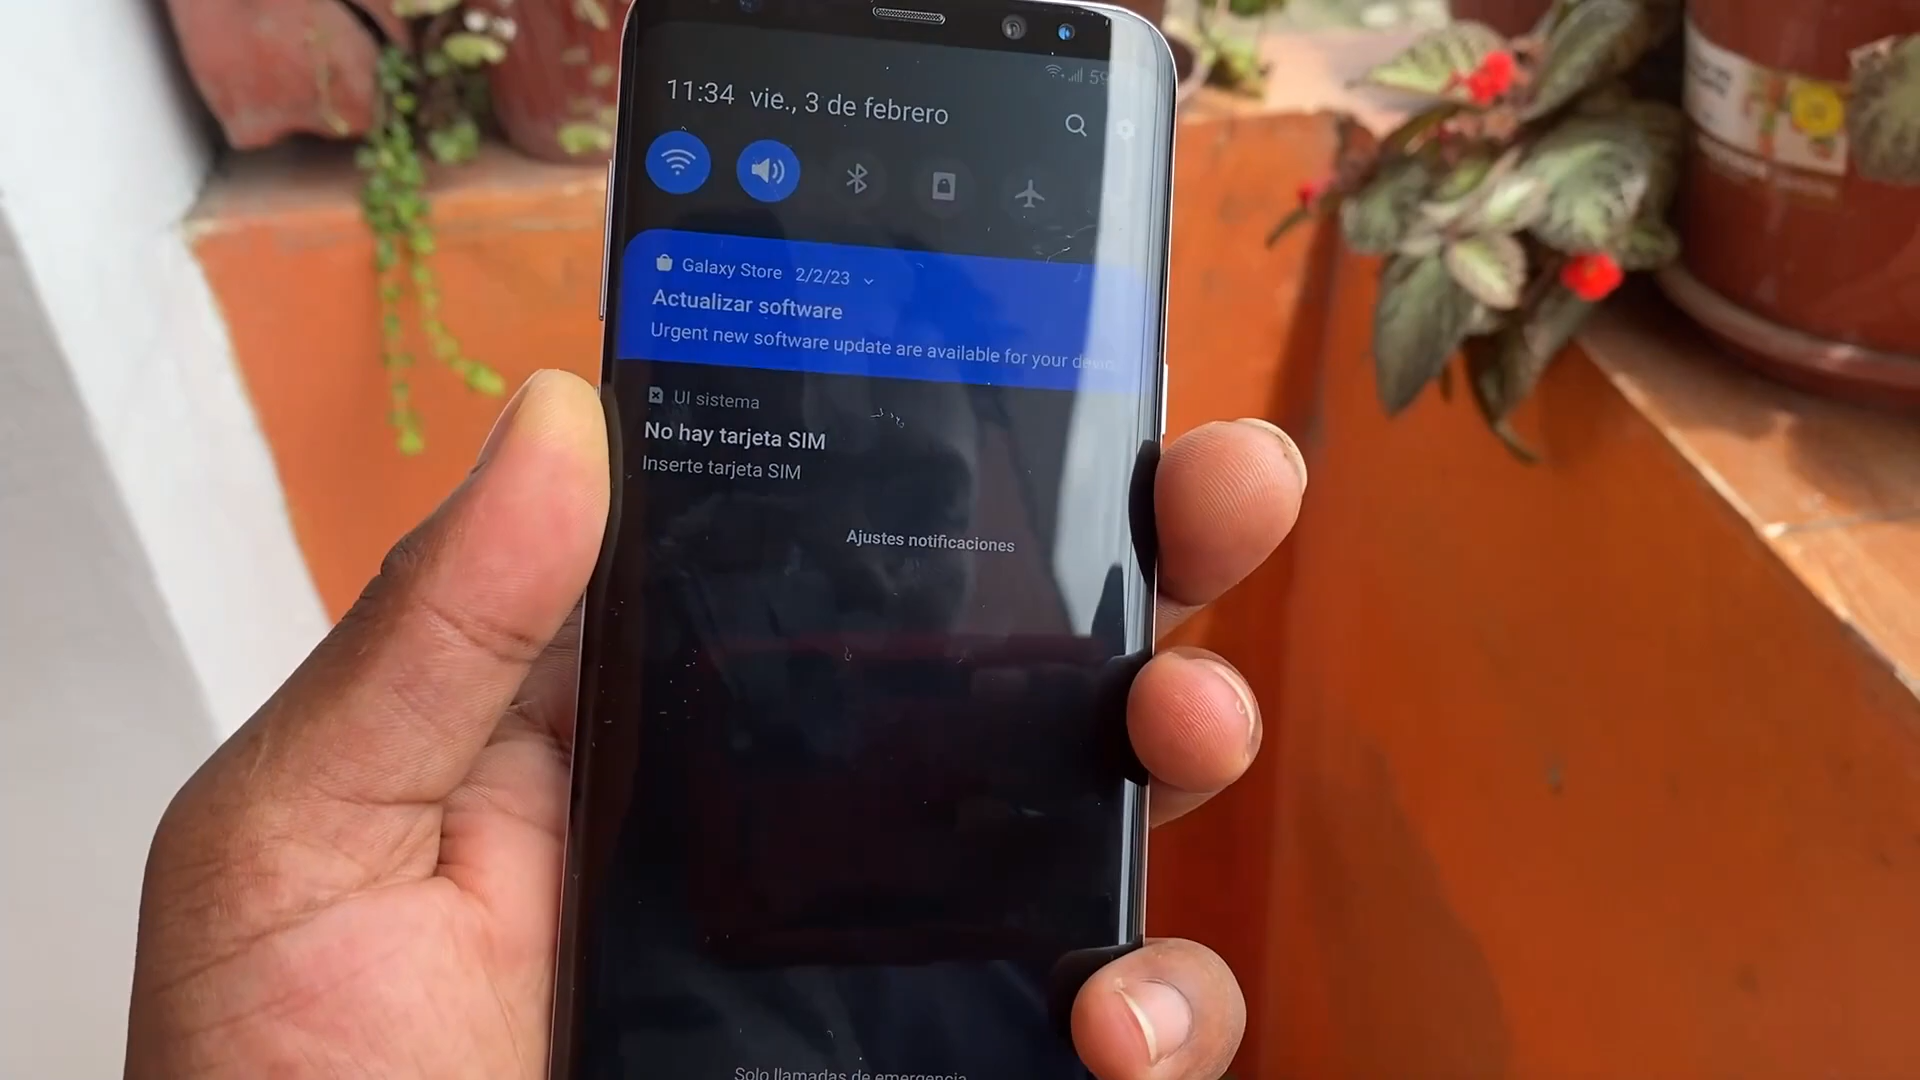 59
11:34 vie., 3 de febrero
Galaxy Store 2/2/23
Actualizar software
Urgent new software update are available for your
UI sistema
No hay tarjeta SIM
Inserte tarjeta SIM
Ajustes notificaciones
Solo llamadas de emergencia